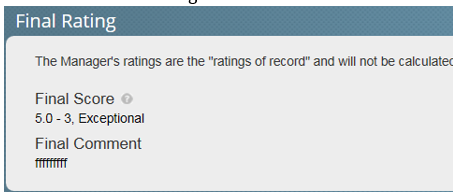 Final Rating
The Manager's ratings are the "ratings of record" and will not be calculated
Final Score
5.0 - 3, Exceptional
Final Comment
fffffffff